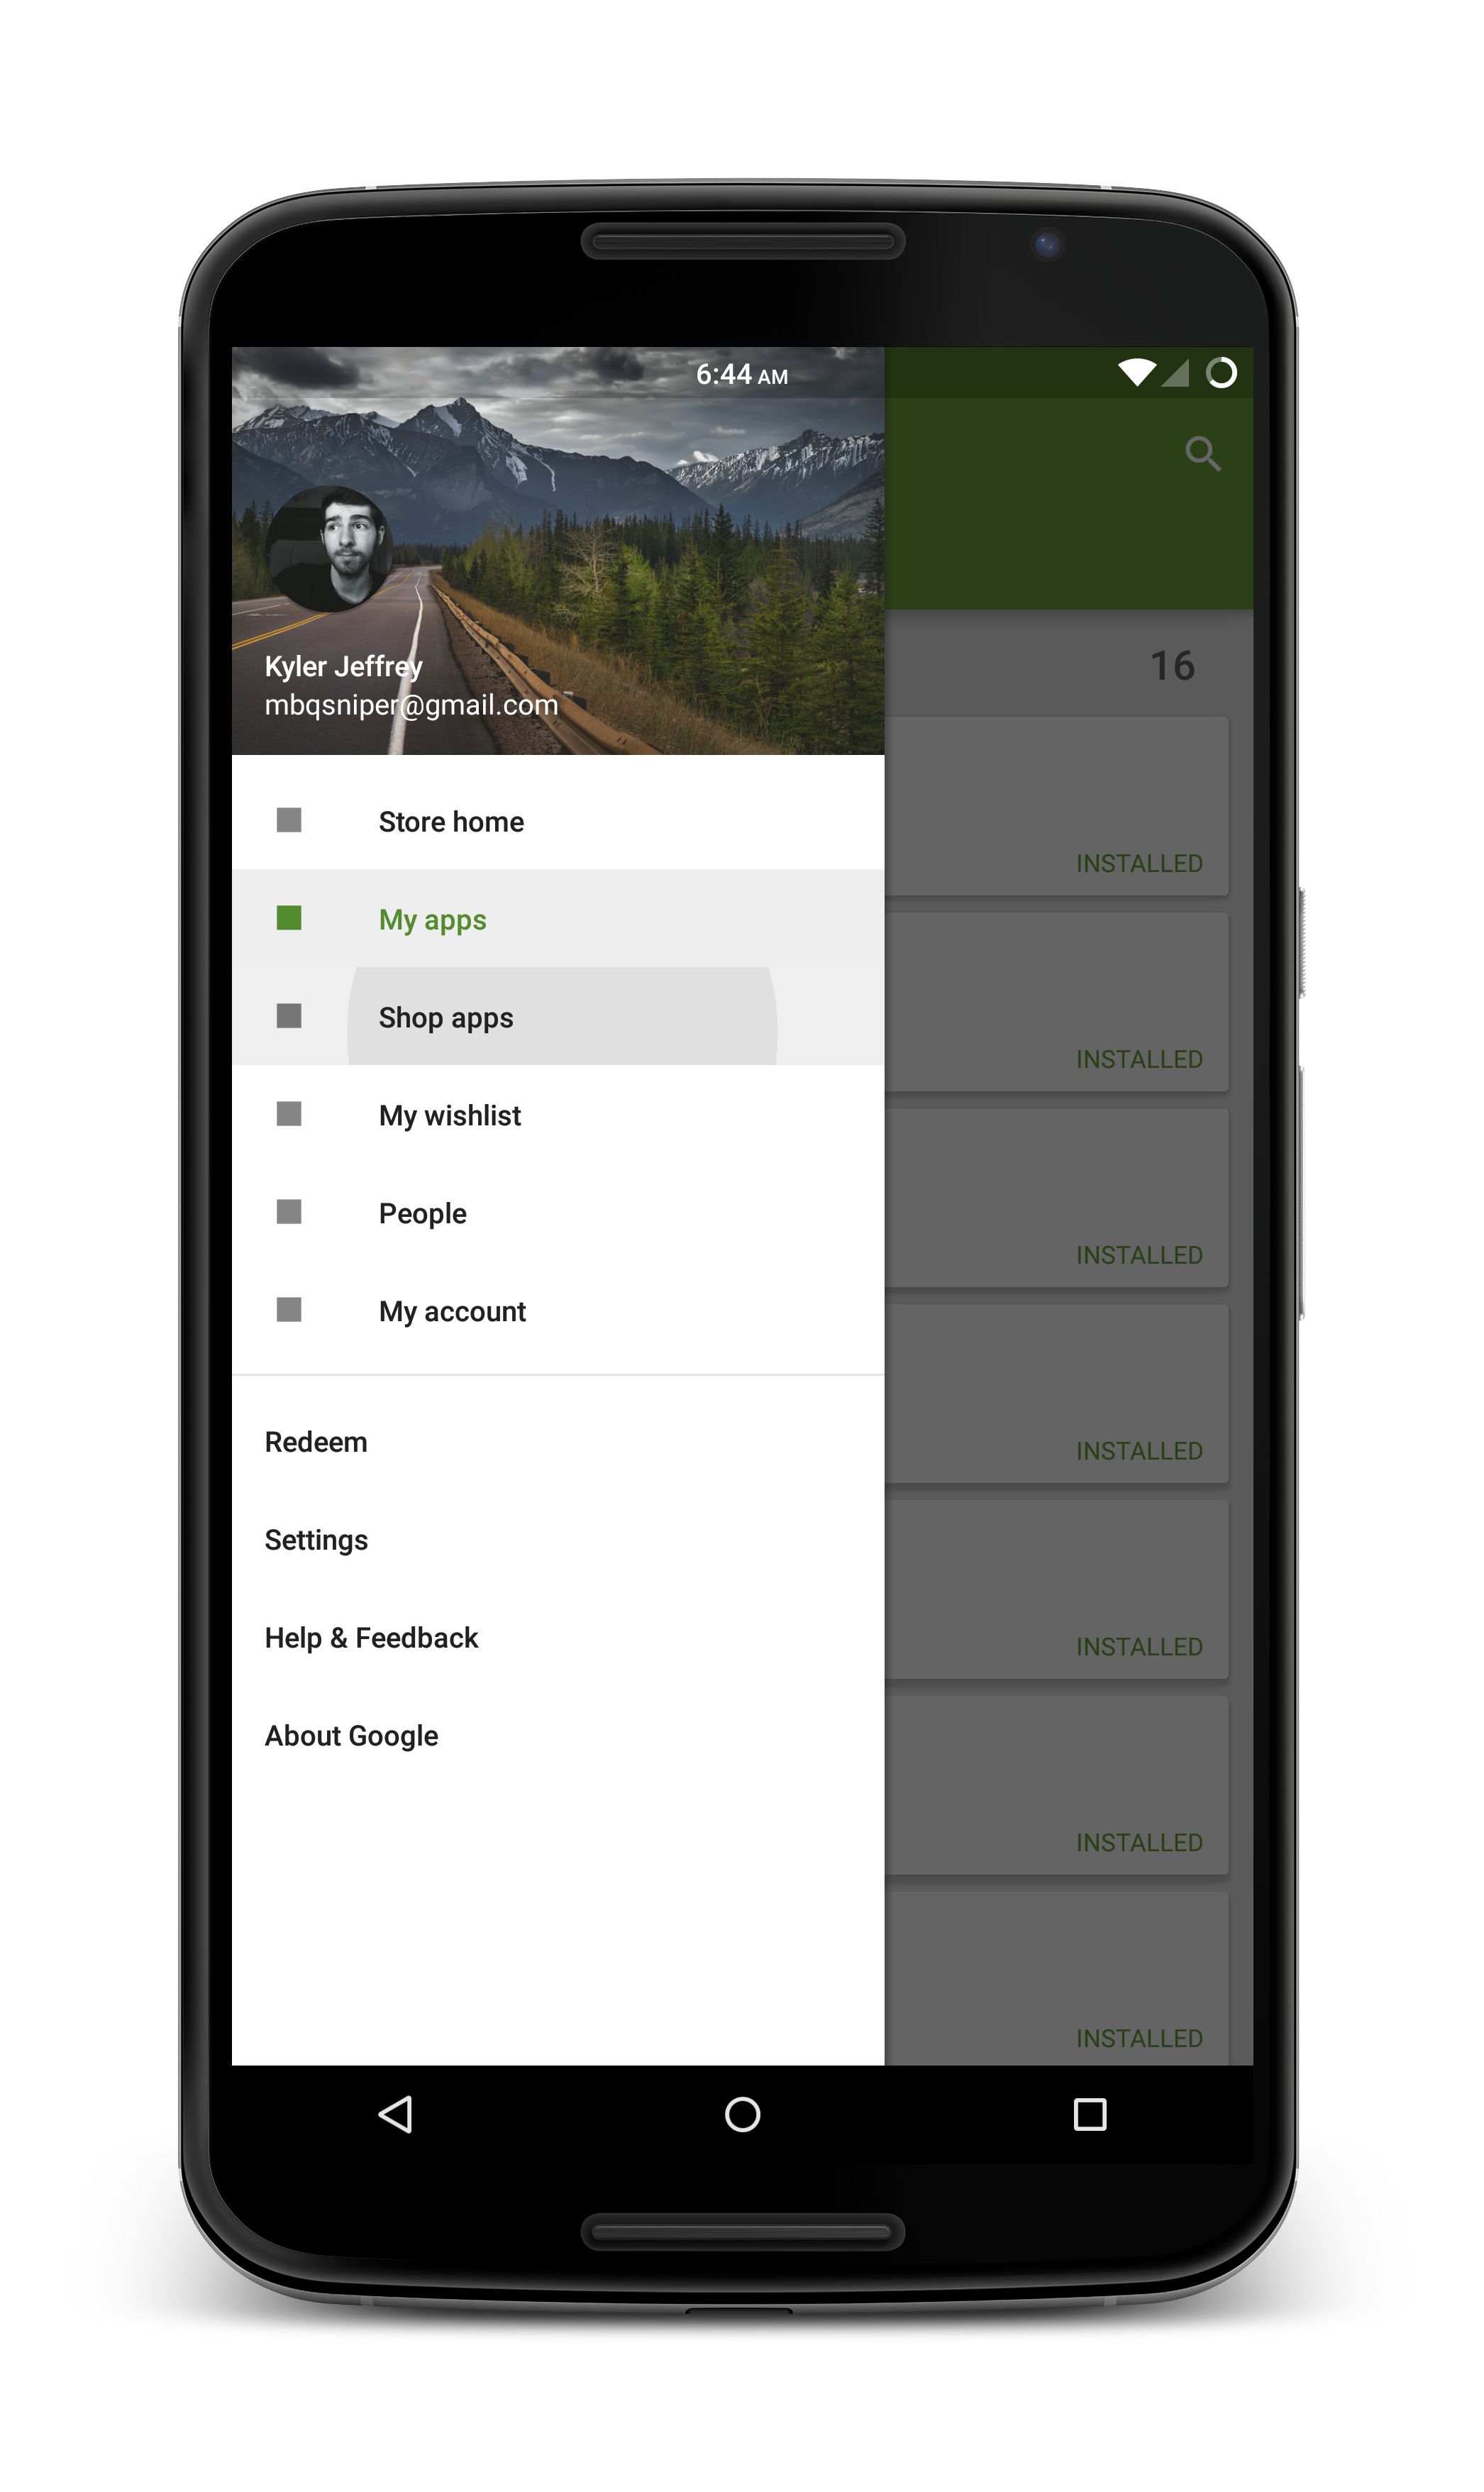 6:44 AM
16
Kyler Jeffrey
mbqsniper@gmail.com
Store home
INSTALLED
My apps
Shop apps
INSTALLED
My wishlist
People
INSTALLED
My account
Redeem
INSTALLED
Settings
Help & Feedback
INSTALLED
About Google
INSTALLED
INSTALLED